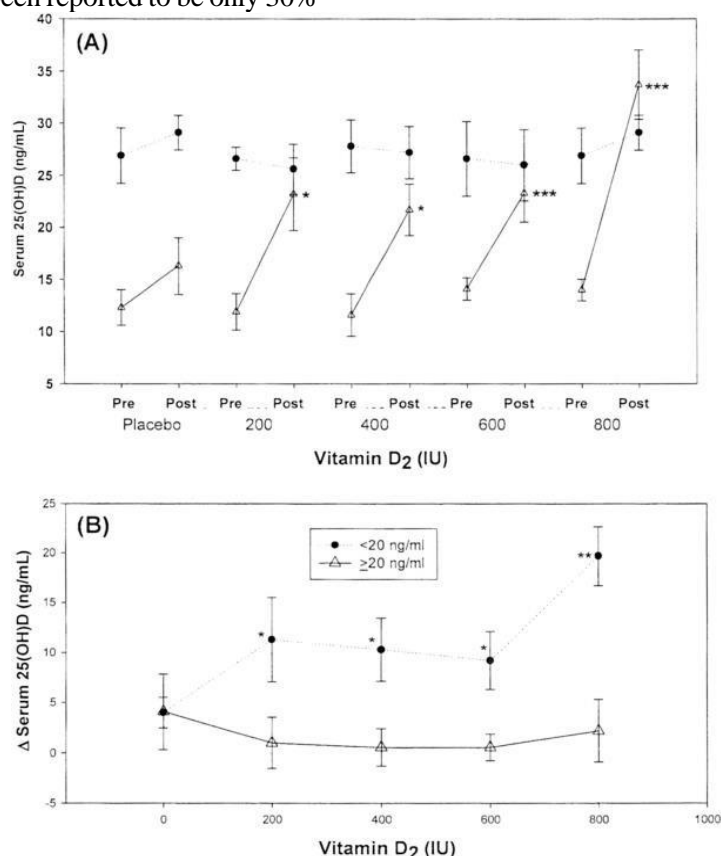 been reported to be only 30%
(A)
Serum 25(OH)D (ng/mL)
40
35
30
25
20
15
10
5
*
*
***
***
Pre Post Pre Post Pre Post Pre Post Pre Post
Placebo 200 400 600 800
Vitamin D2 (IU)
(B)
Δ Serum 25(OH)D (ng/mL)
25
20
15
10
5
0
-5
<20 ng/ml
≥20 ng/ml
*
*
*
**
0 200 400 600 800 1000
Vitamin D2 (IU)